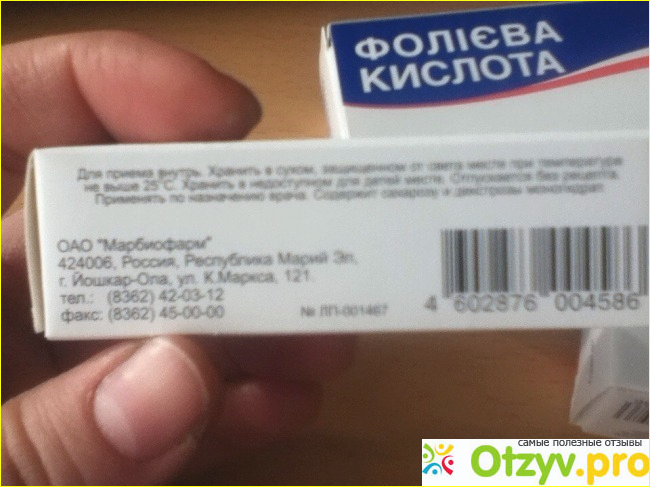 ФОЛІЄВА
КИСЛОТА
Для приема внутрь. Хранить в сухом, защищенном от света месте при температуре
не выше 25°С. Хранить в недоступном для детей месте. Отпускается без рецепта.
Применять по назначению врача. Содержит сахарозу и декстрозы моногидрат.
ОАО "Марбиофарм"
424006, Россия, Республика Марий Эл,
г. Йошкар-Ола, ул. К.Маркса, 121.
тел.: (8362) 42-03-12
факс: (8362) 45-00-00
№ ЛП-001467
4 602876 004586
самые полезные отзывы
Otzyv.pro